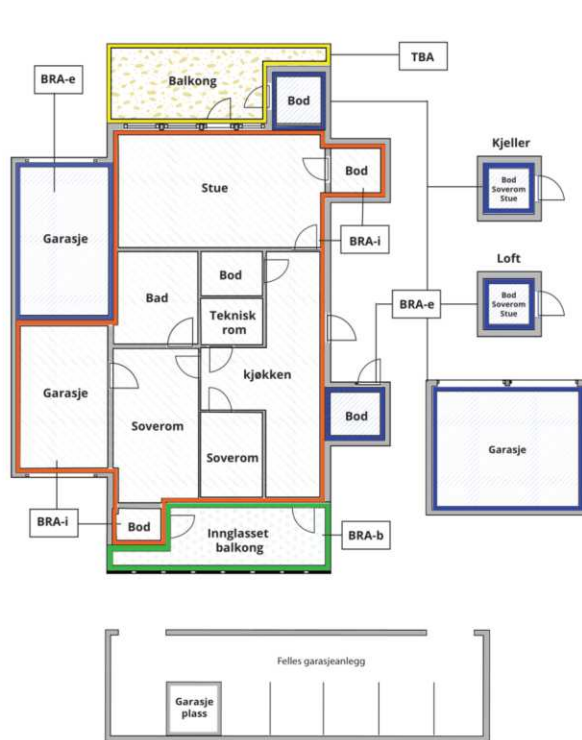 TBA
BRA-e
Balkong
Bod
Kjeller
Bod
Soverom
Stue
Stue
Bod
Garasje
BRA-i
Loft
Bod
Bod
Soverom
Stue
Bad
BRA-e
Teknisk
rom
kjøkken
Garasje
Bod
Soverom
Soverom
Garasje
BRA-i
Bod
Innglasset
balkong
BRA-b
Felles garasjeanlegg
Garasje
plass